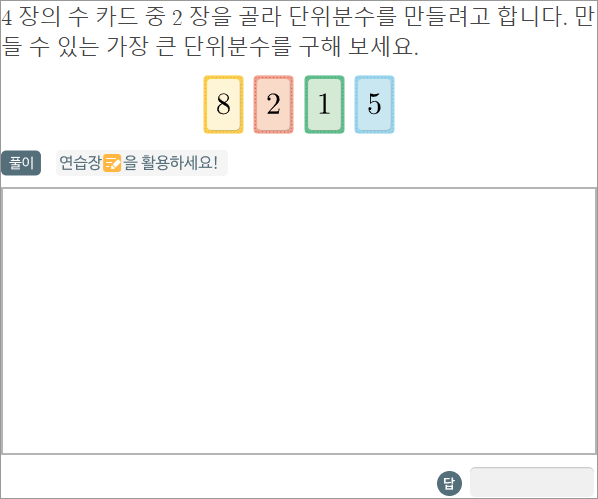 4 장의 수 카드 중 2 장을 골라 단위분수를 만들려고 합니다. 만
들 수 있는 가장 큰 단위분수를 구해 보세요.
8 2 1 5
풀이 연습장을 활용하세요!
답